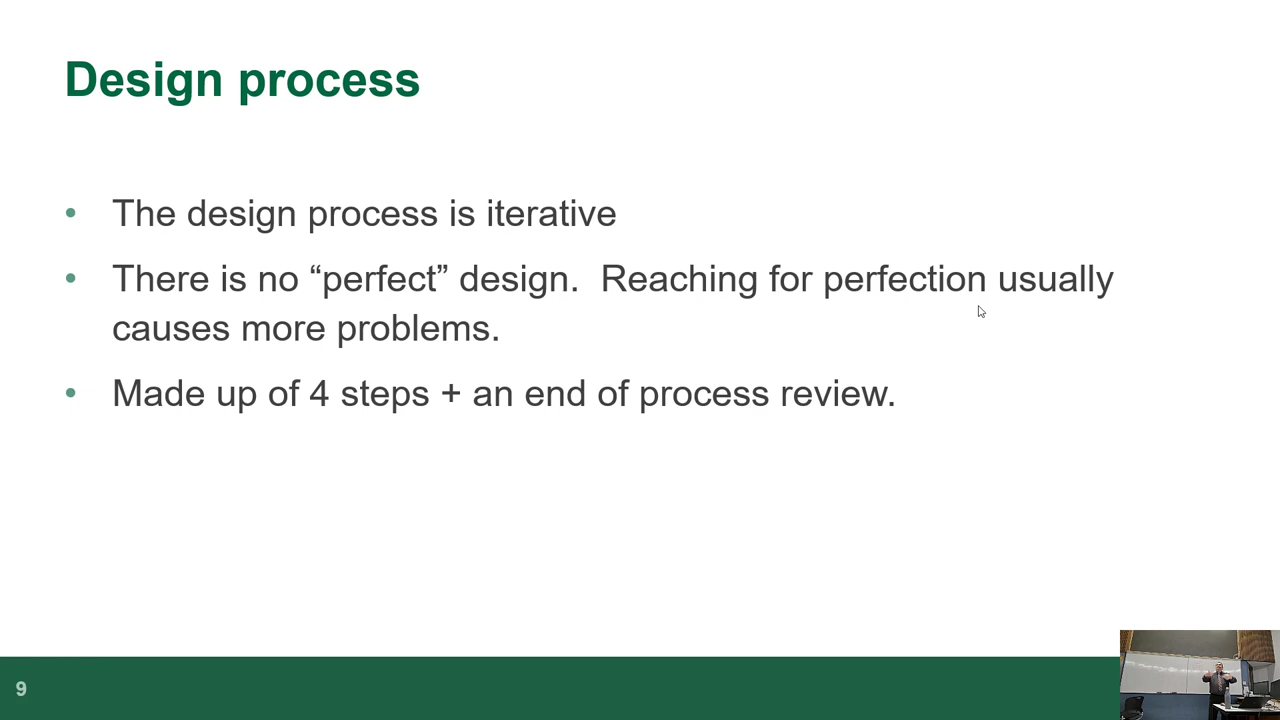 Design process
• The design process is iterative
• There is no “perfect” design.  Reaching for perfection usually
causes more problems.
• Made up of 4 steps + an end of process review.
9